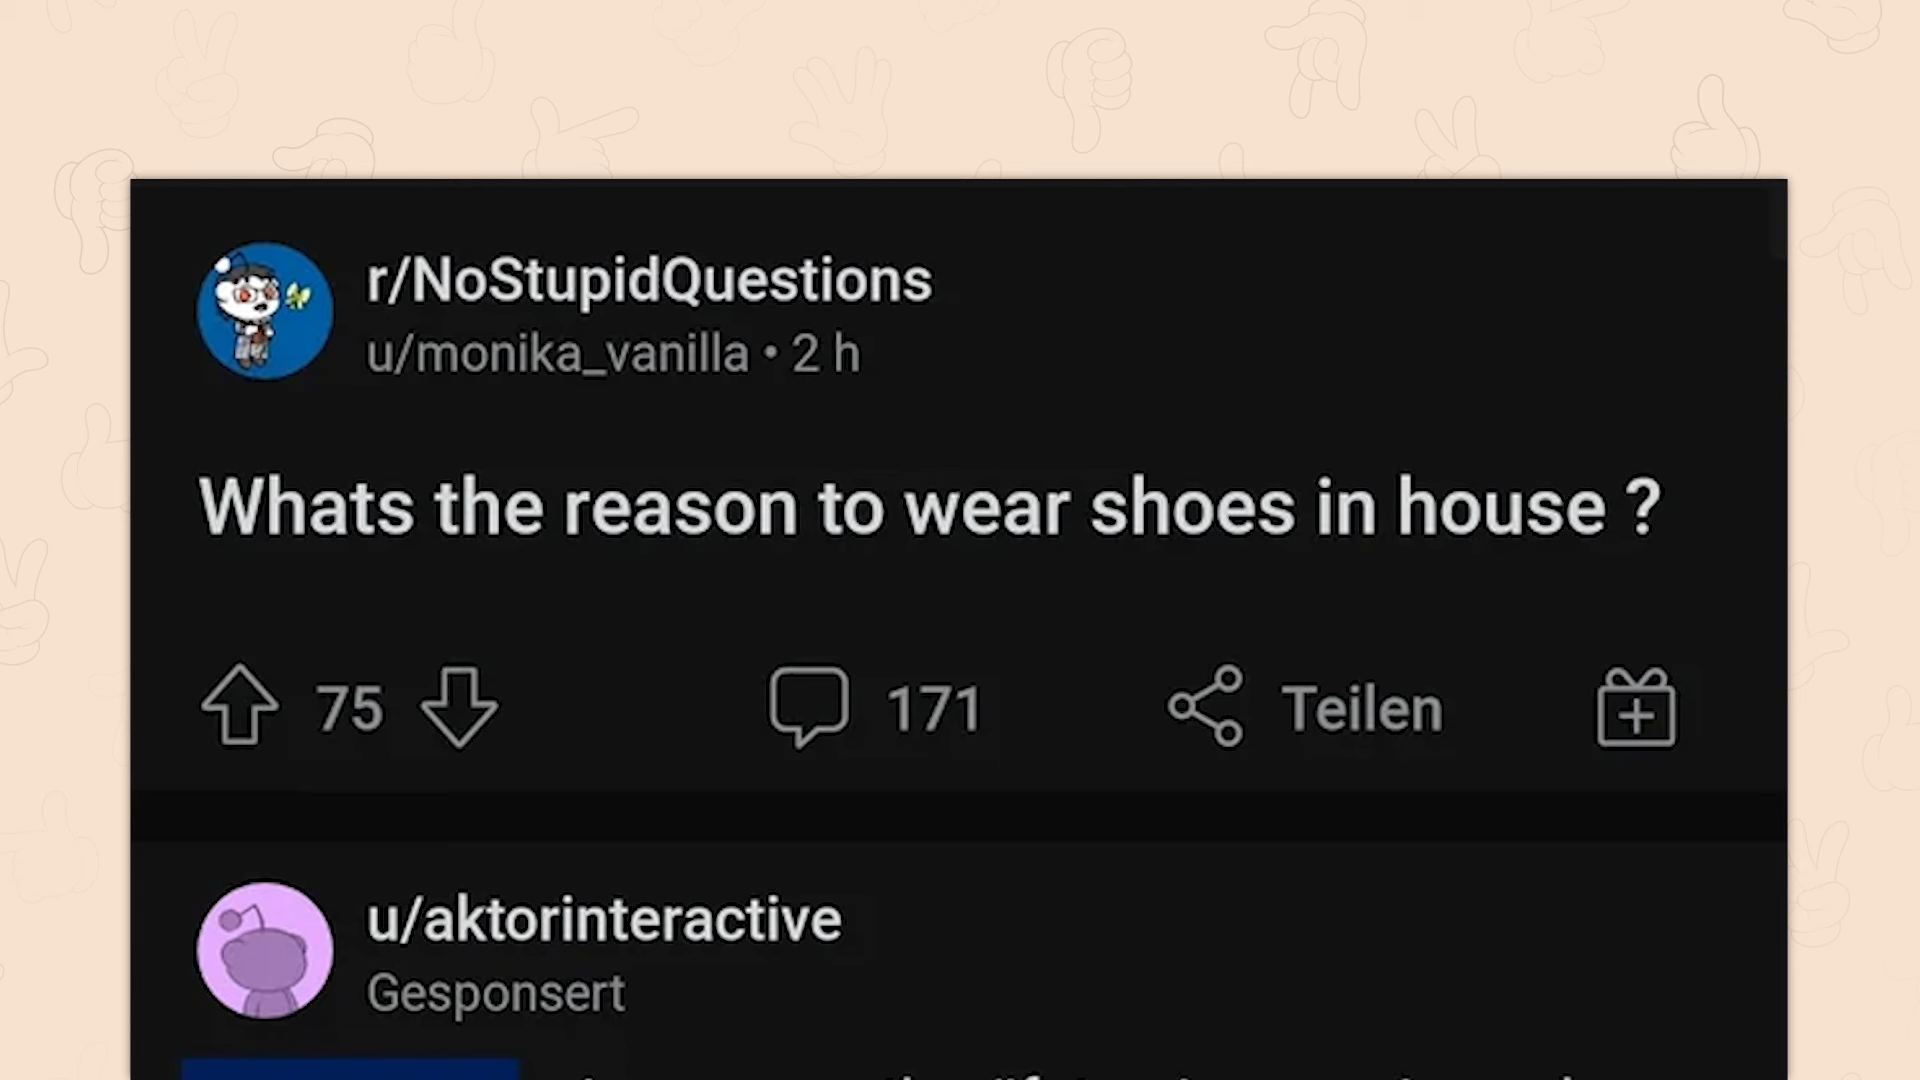 r/NoStupidQuestions
u/monika_vanilla • 2 h
Whats the reason to wear shoes in house ?
75
171
Teilen
u/aktorinteractive
Gesponsert